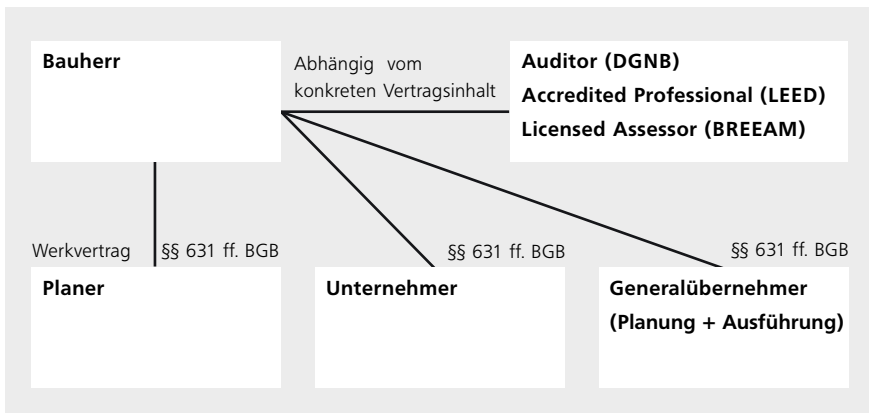 Bauherr
Abhängig vom
konkreten Vertragsinhalt
Auditor (DGNB)
Accredited Professional (LEED)
Licensed Assessor (BREEAM)
Werkvertrag
§§ 631 ff. BGB
§§ 631 ff. BGB
§§ 631 ff. BGB
Planer
Unternehmer
Generalübernehmer
(Planung + Ausführung)